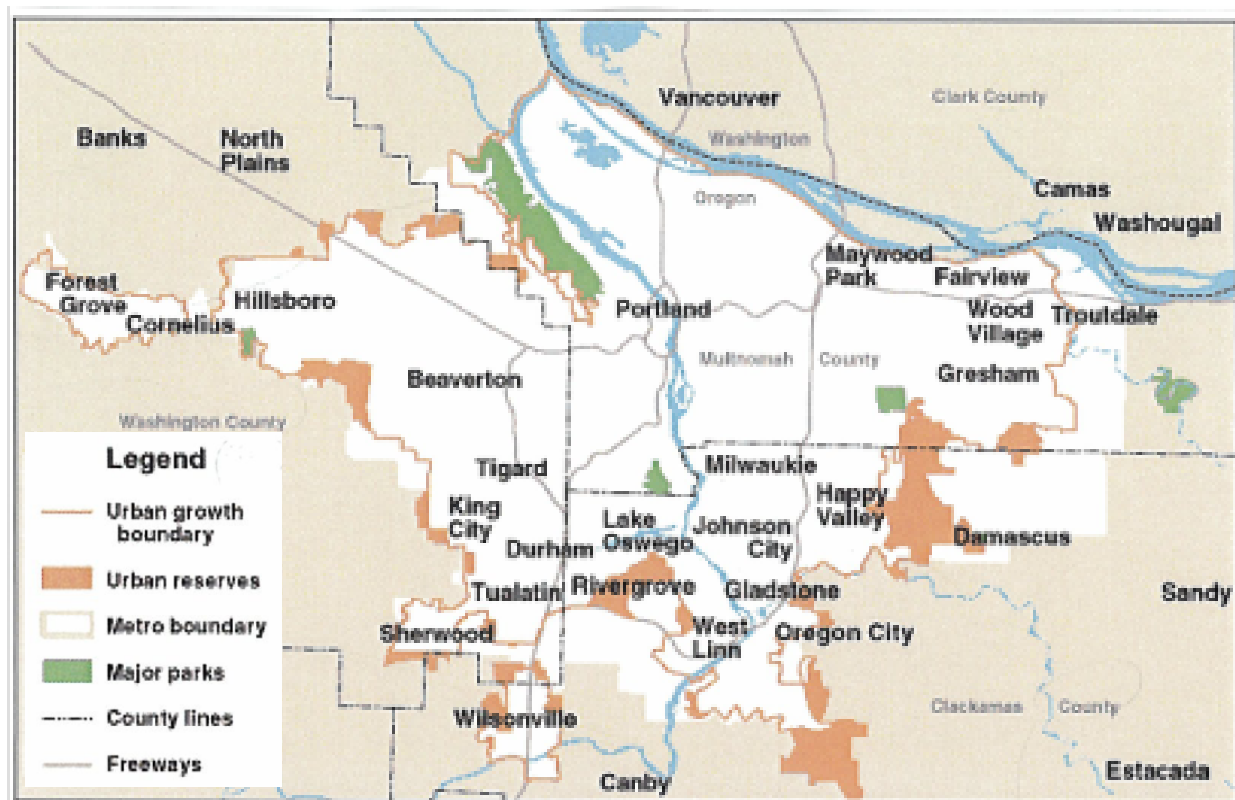 Vancouver
Clark County
Banks
North
Plains
Washington
Oregon
Camas
Washougal
Maywood
Park
Fairview
Forest
Grove
Hillsboro
Cornelius
Portland
Wood
Village
Troutdale
Multnomah County
Gresham
Beaverton
Washington County
Legend
Urban growth
boundary
Urban reserves
Metro boundary
Major parks
County lines
Freeways
Tigard
Milwaukie
King
City
Happy
Valley
Lake
Oswego
Johnson
City
Durham
Damascus
Tualatin
Rivergrove
Gladstone
Sandy
Sherwood
West
Linn
Oregon City
Clackamas County
Wilsonville
Canby
Estacada